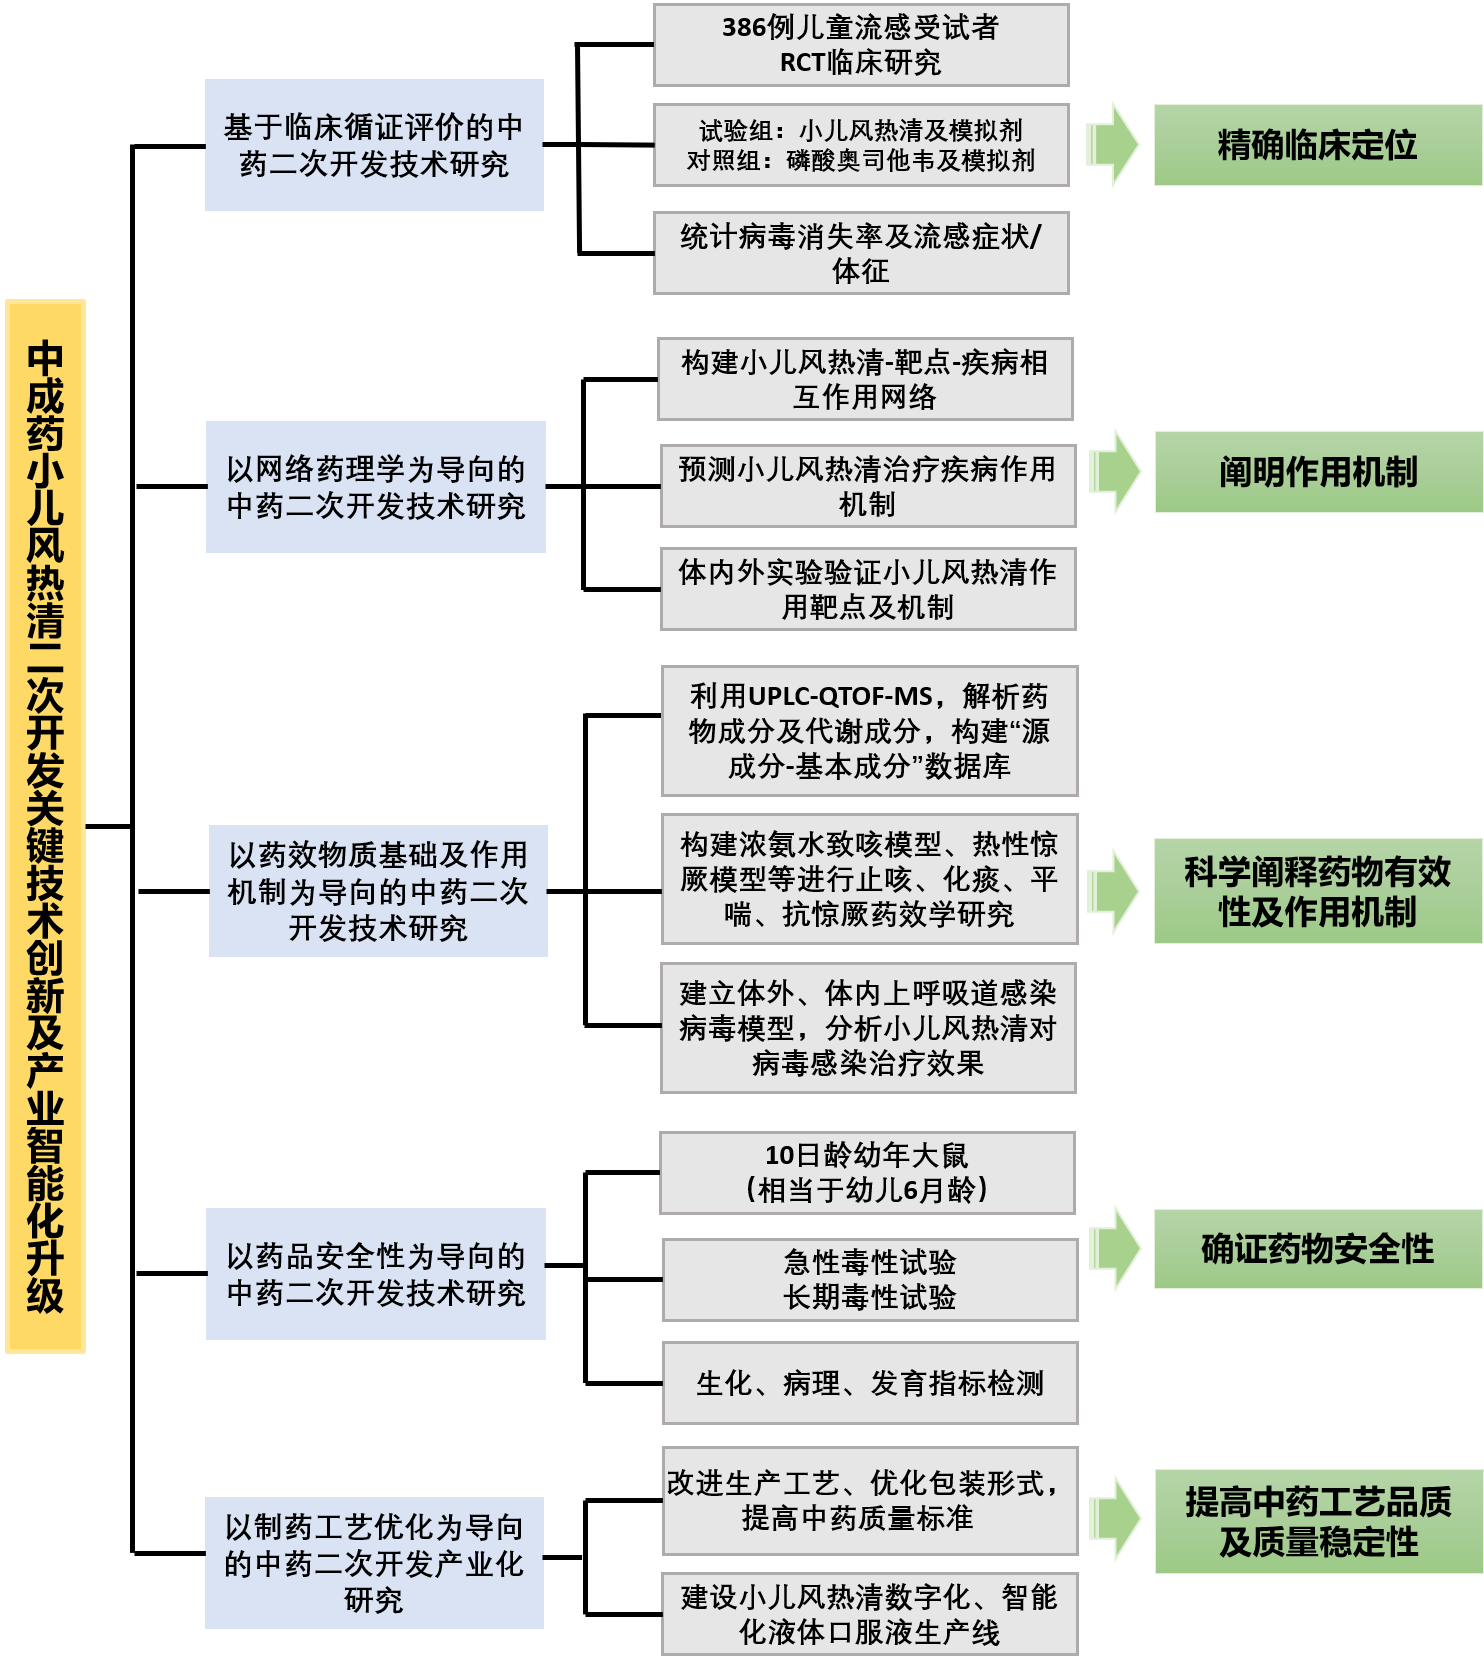 中成药小儿风热清二次开发关键技术创新及产业智能化升级
基于临床循证评价的中
药二次开发技术研究
386例儿童流感受试者
RCT临床研究
试验组：小儿风热清及模拟剂
对照组：磷酸奥司他韦及模拟剂
统计病毒消失率及流感症状/
体征
精确临床定位
以网络药理学为导向的
中药二次开发技术研究
构建小儿风热清-靶点-疾病相
互作用网络
预测小儿风热清治疗疾病作用
机制
体内外实验验证小儿风热清作
用靶点及机制
阐明作用机制
以药效物质基础及作用
机制为导向的中药二次
开发技术研究
利用UPLC-QTOF-MS，解析药
物成分及代谢成分，构建“源
成分-基本成分”数据库
构建浓氨水致咳模型、热性惊
厥模型等进行止咳、化痰、平
喘、抗惊厥药效学研究
建立体外、体内上呼吸道感染
病毒模型，分析小儿风热清对
病毒感染治疗效果
科学阐释药物有效
性及作用机制
以药品安全性为导向的
中药二次开发技术研究
10日龄幼年大鼠
（相当于幼儿6月龄）
急性毒性试验
长期毒性试验
生化、病理、发育指标检测
确证药物安全性
以制药工艺优化为导向
的中药二次开发产业化
研究
改进生产工艺、优化包装形式，
提高中药质量标准
建设小儿风热清数字化、智能
化液体口服液生产线
提高中药工艺品质
及质量稳定性